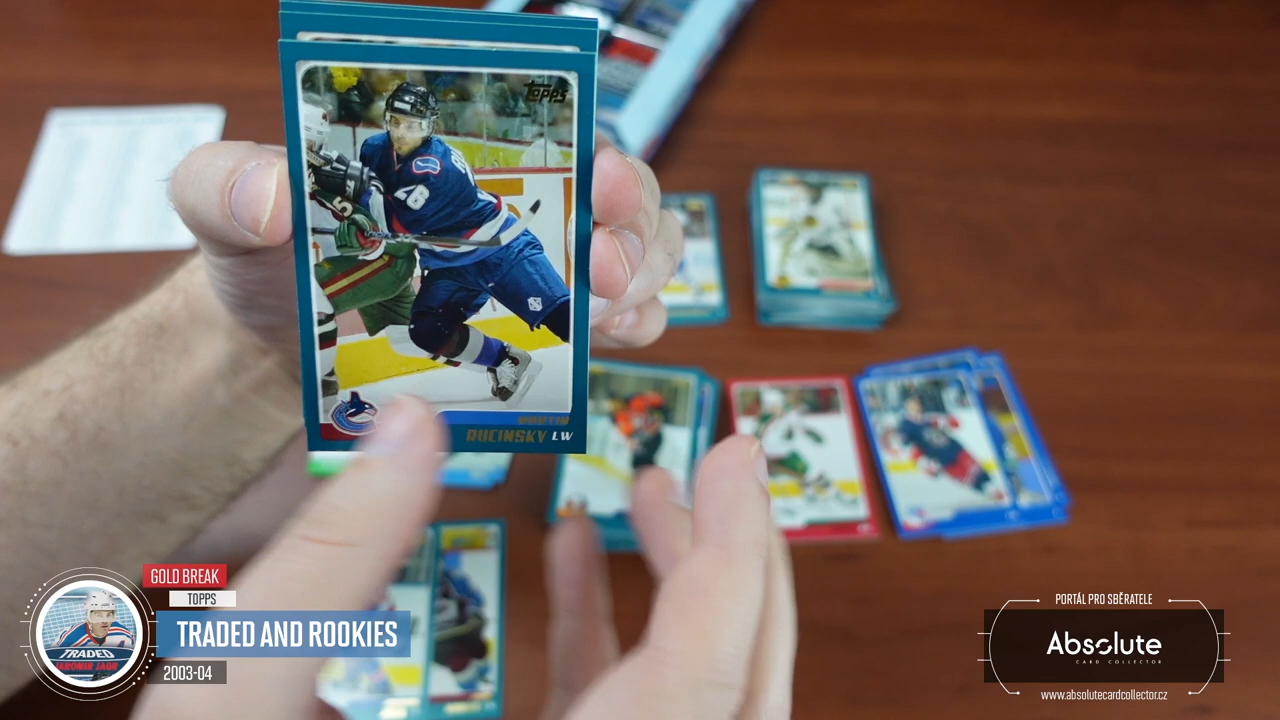 Topps
MARTIN
RUCINSKY LW
GOLD BREAK
TOPPS
TRADED AND ROOKIES
2003-04
TRADED
JAROMIR JAGR
PORTÁL PRO SBĚRATELE
Absolute
CARD COLLECTOR
www.absolutecardcollector.cz